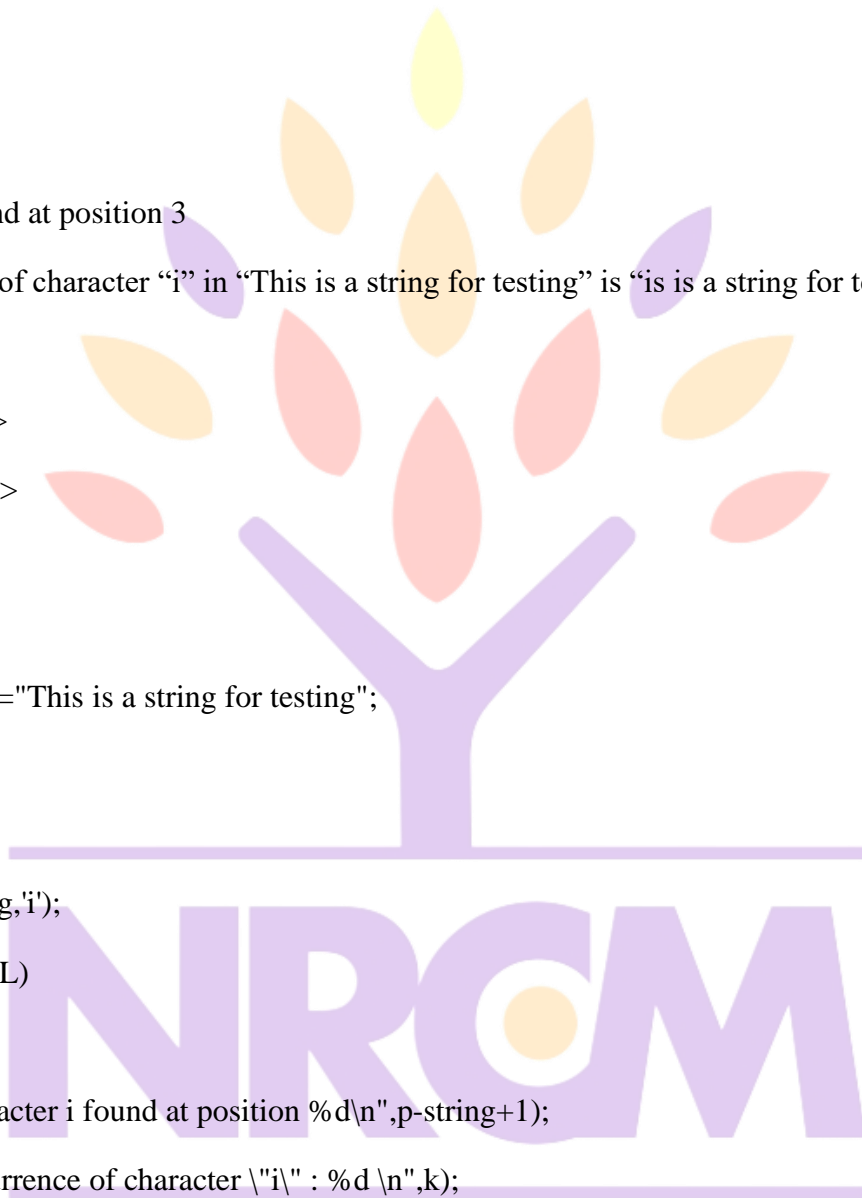 nd at position 3
of character “i” in “This is a string for testing” is “is is a string for t
>
>
="This is a string for testing";
g,'i');
L)
acter i found at position %d\n",p-string+1);
rrence of character \"i\" : %d \n",k);
NRCM